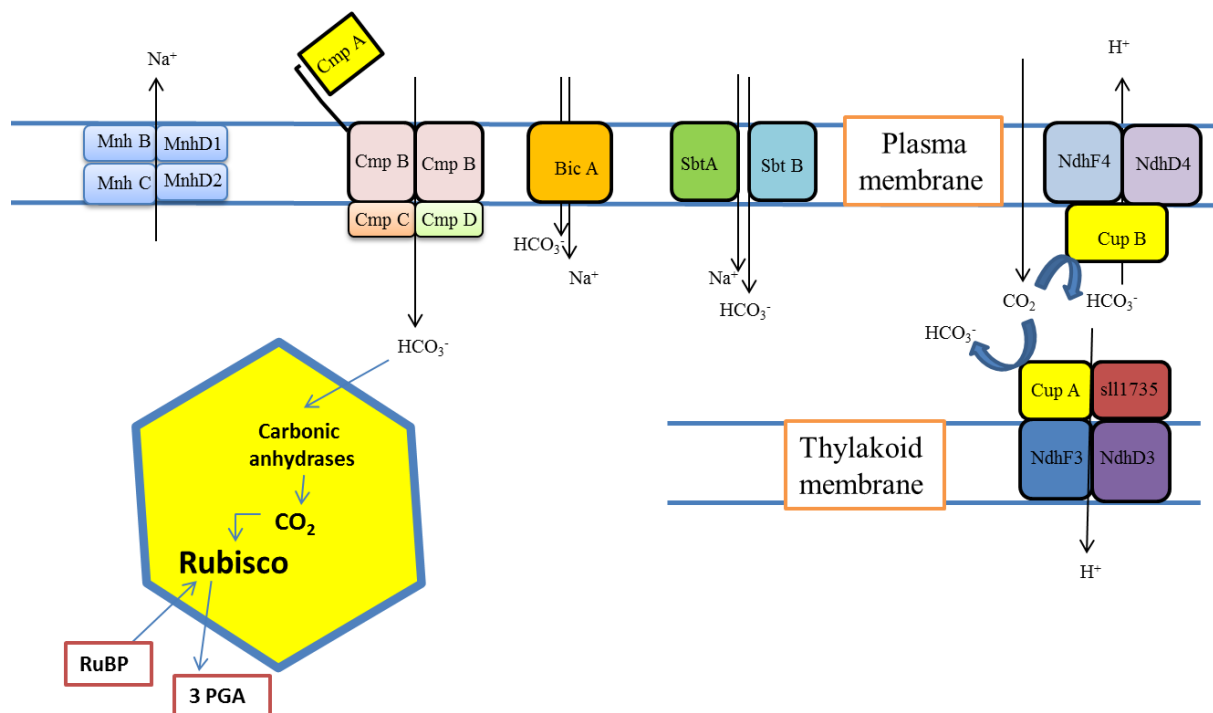 Na⁺
Cmp A
H⁺
Mnh B
MnhD1
Mnh C
MnhD2
Cmp B
Cmp B
Cmp C
Cmp D
Bic A
SbtA
Sbt B
Plasma
membrane
NdhF4
NdhD4
Cup B
HCO₃⁻
Na⁺
Na⁺
HCO₃⁻
CO₂
HCO₃⁻
HCO₃⁻
HCO₃⁻
Cup A
sll1735
Thylakoid
membrane
NdhF3
NdhD3
H⁺
Carbonic
anhydrases
CO₂
Rubisco
RuBP
3 PGA